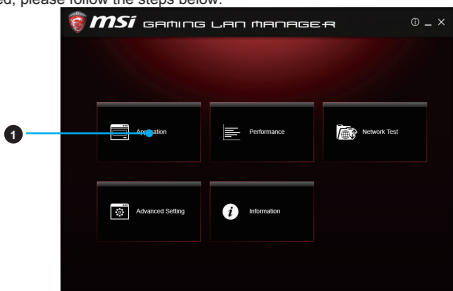 ed, please follow the steps below:
msi GAMING LAN MANAGER
1
Application
Performance
Network Test
Advanced Setting
Information